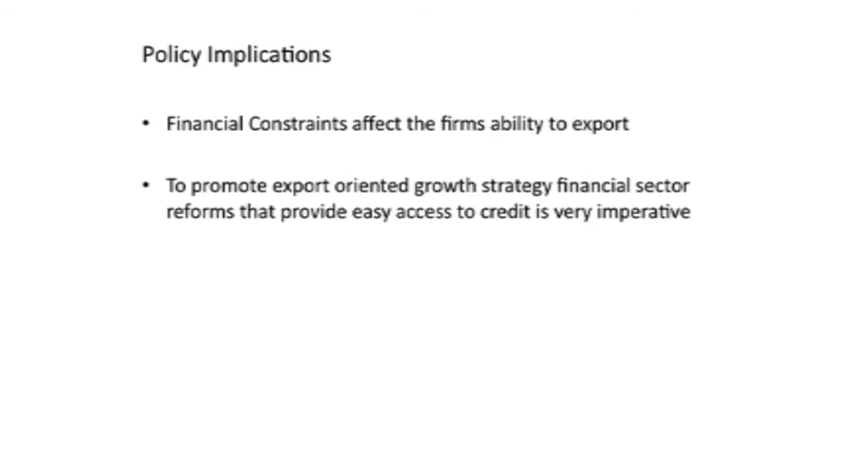 Policy Implications
• Financial Constraints affect the firms ability to export
• To promote export oriented growth strategy financial sector
reforms that provide easy access to credit is very imperative